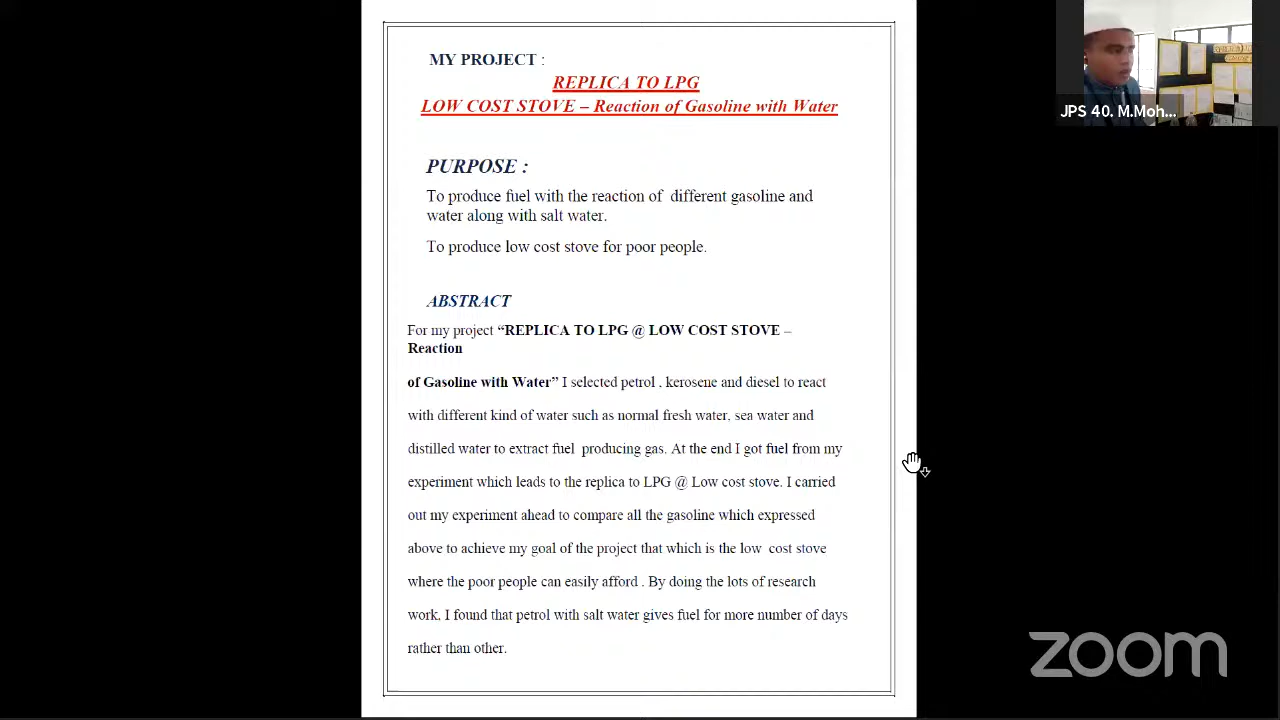 MY PROJECT :
REPLICA TO LPG
LOW COST STOVE – Reaction of Gasoline with Water
PURPOSE :
To produce fuel with the reaction of different gasoline and
water along with salt water.
To produce low cost stove for poor people.
ABSTRACT
For my project “REPLICA TO LPG @ LOW COST STOVE –
Reaction
of Gasoline with Water” I selected petrol , kerosene and diesel to react
with different kind of water such as normal fresh water, sea water and
distilled water to extract fuel producing gas. At the end I got fuel from my
experiment which leads to the replica to LPG @ Low cost stove. I carried
out my experiment ahead to compare all the gasoline which expressed
above to achieve my goal of the project that which is the low cost stove
where the poor people can easily afford . By doing the lots of research
work, I found that petrol with salt water gives fuel for more number of days
rather than other.
JPS 40. M.Moh...
zoom